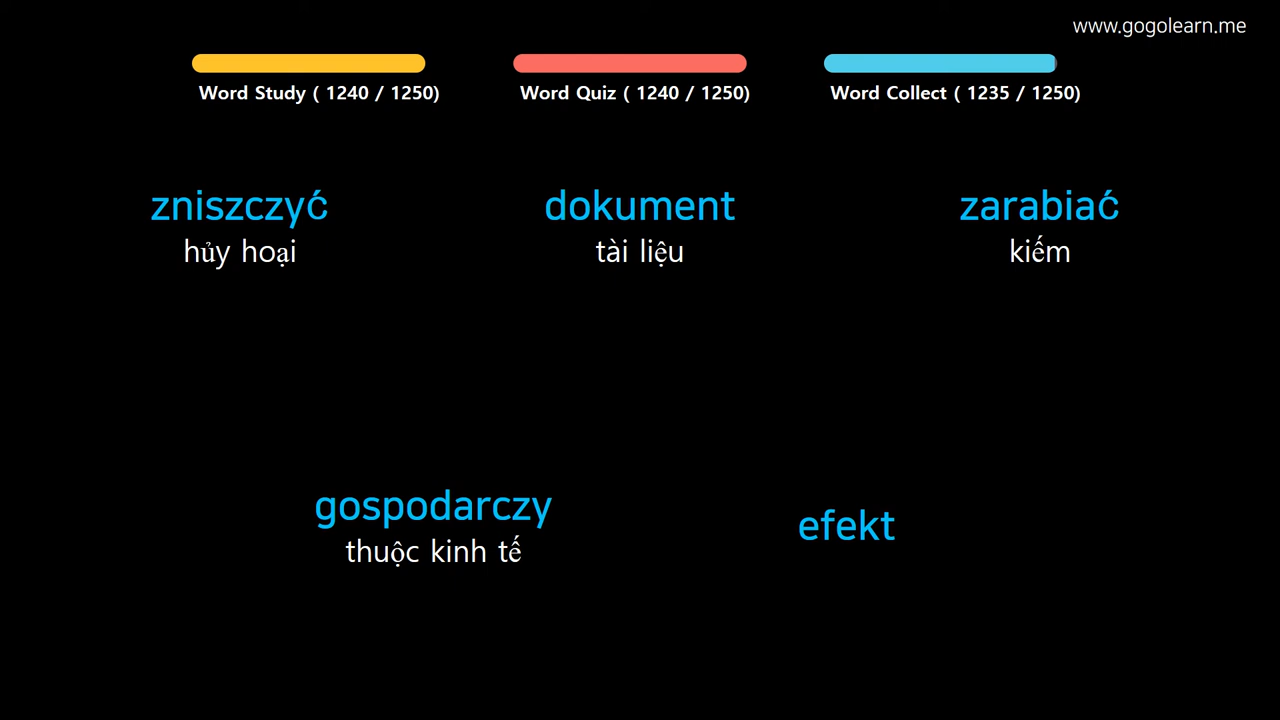 www.gogolearn.me
Word Study ( 1240 / 1250)
Word Quiz ( 1240 / 1250)
Word Collect ( 1235 / 1250)
zniszczyć
hủy hoại
dokument
tài liệu
zarabiać
kiếm
gospodarczy
thuộc kinh tế
efekt